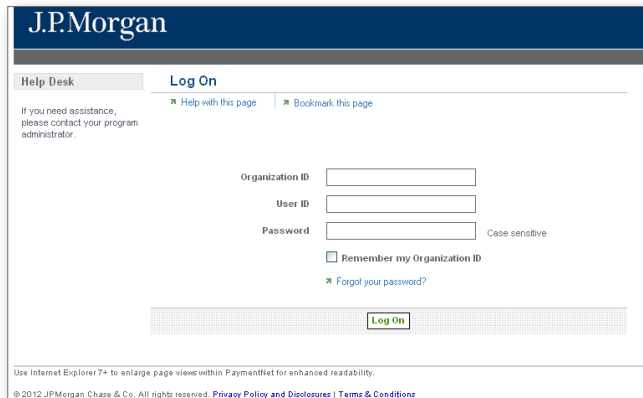 J.P.Morgan
Help Desk
If you need assistance,
please contact your program
administrator.
Log On
Help with this page
Bookmark this page
Organization ID
User ID
Password
Case sensitive
Remember my Organization ID
Forgot your password?
Log On
Use Internet Explorer 7+ to enlarge page views within PaymentNet for enhanced readability.
© 2012 JPMorgan Chase & Co. All rights reserved. Privacy Policy and Disclosures | Terms & Conditions